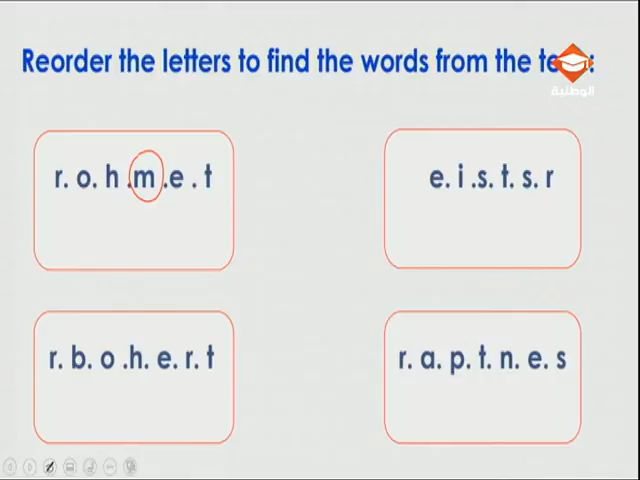 Reorder the letters to find the words from the te :
الوطنية
r. o. h .m .e . t
e. i .s. t. s. r
r. b. o .h. e. r. t
r. a. p. t. n. e. s